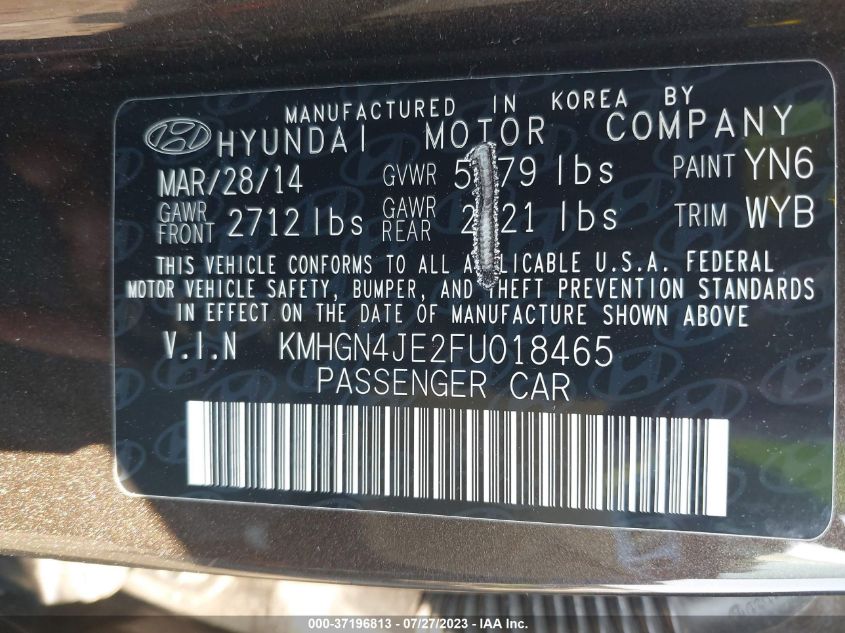 MANUFACTURED IN KOREA BY
HYUNDAI MOTOR COMPANY
MAR/28/14 GVWR lbs PAINT YN6
GAWR FRONT 2712 lbs GAWR REAR lbs TRIM WYB
THIS VEHICLE CONFORMS TO ALL U.S.A. FEDERAL
MOTOR VEHICLE SAFETY, BUMPER, AND THEFT PREVENTION STANDARDS
IN EFFECT ON THE DATE OF MANUFACTURE SHOWN ABOVE
V.I.N KMHGN4JE2FU018465
PASSENGER CAR
000-37196813 - 07/27/2023 - Copyright © 2023 IAA, Inc.